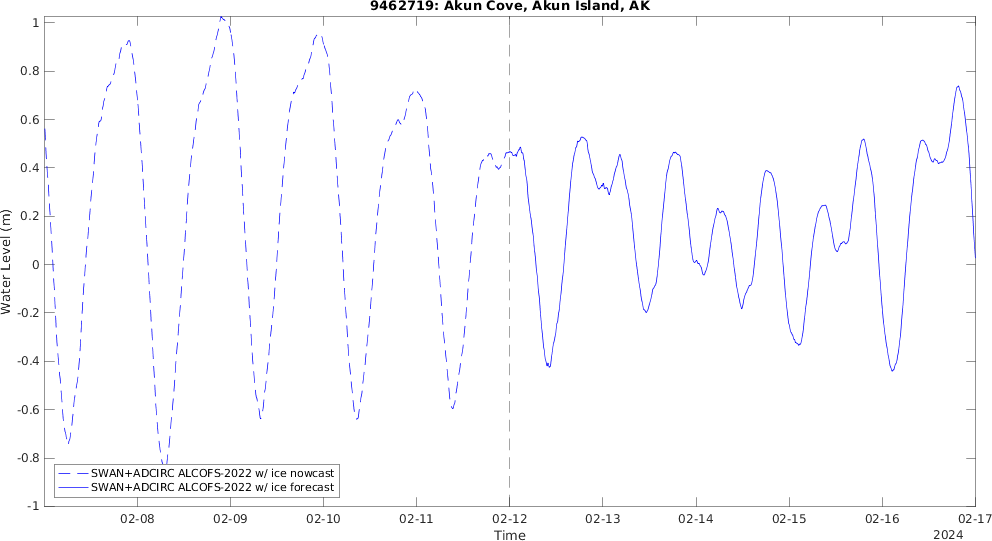 9462719: Akun Cove, Akun Island, AK
Water Level (m)
1
0.8
0.6
0.4
0.2
0
-0.2
-0.4
-0.6
-0.8
-1
SWAN+ADCIRC ALCOFS-2022 w/ ice nowcast
SWAN+ADCIRC ALCOFS-2022 w/ ice forecast
02-08 02-09 02-10 02-11 02-12 02-13 02-14 02-15 02-16 02-17
Time
2024